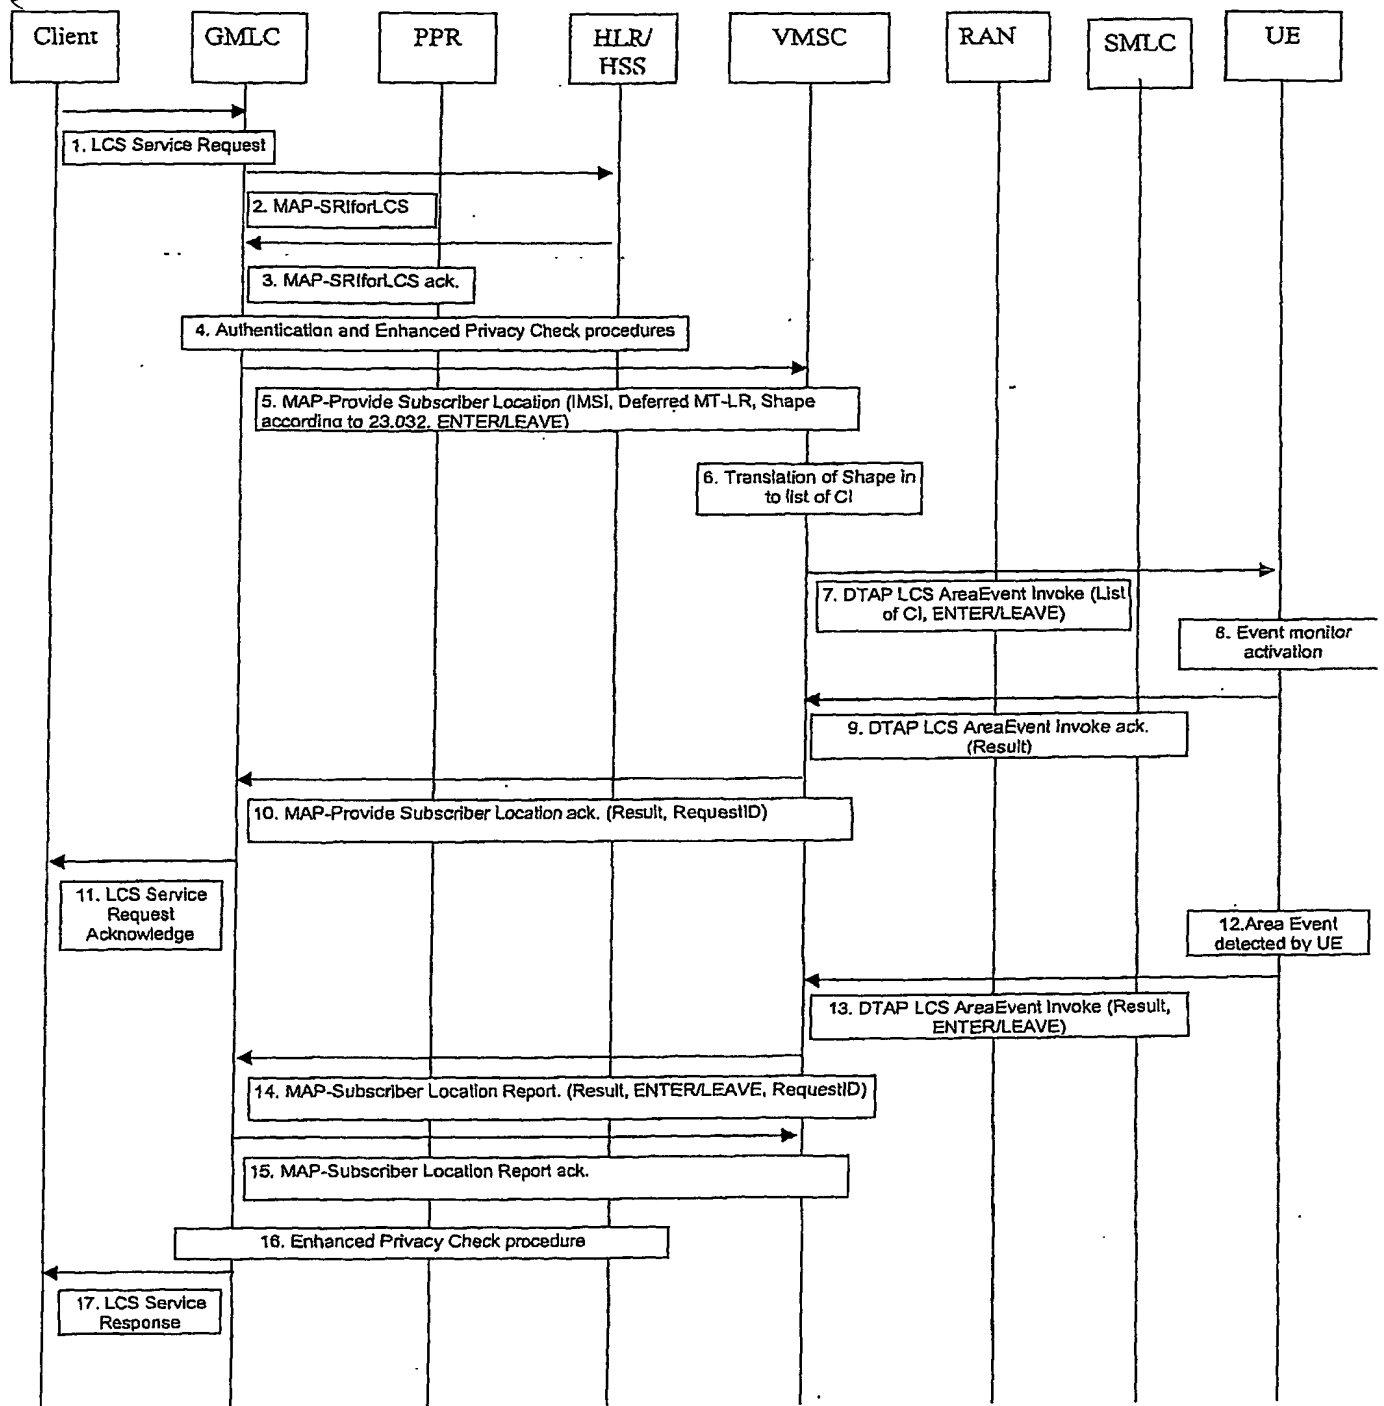 Client
GMLC
PPR
HLR/
HSS
VMSC
RAN
SMLC
UE
1. LCS Service Request
2. MAP-SRIforLCS
3. MAP-SRIforLCS ack.
4. Authentication and Enhanced Privacy Check procedures
5. MAP-Provide Subscriber Location (IMSI, Deferred MT-LR, Shape
according to 23.032. ENTER/LEAVE)
6. Translation of Shape in
to list of CI
7. DTAP LCS AreaEvent Invoke (List
of CI, ENTER/LEAVE)
8. Event monitor
activation
9. DTAP LCS AreaEvent Invoke ack.
(Result)
10. MAP-Provide Subscriber Location ack. (Result, RequestID)
11. LCS Service
Request
Acknowledge
12.Area Event
detected by UE
13. DTAP LCS AreaEvent Invoke (Result,
ENTER/LEAVE)
14. MAP-Subscriber Location Report. (Result, ENTER/LEAVE, RequestID)
15. MAP-Subscriber Location Report ack.
16. Enhanced Privacy Check procedure
17. LCS Service
Response